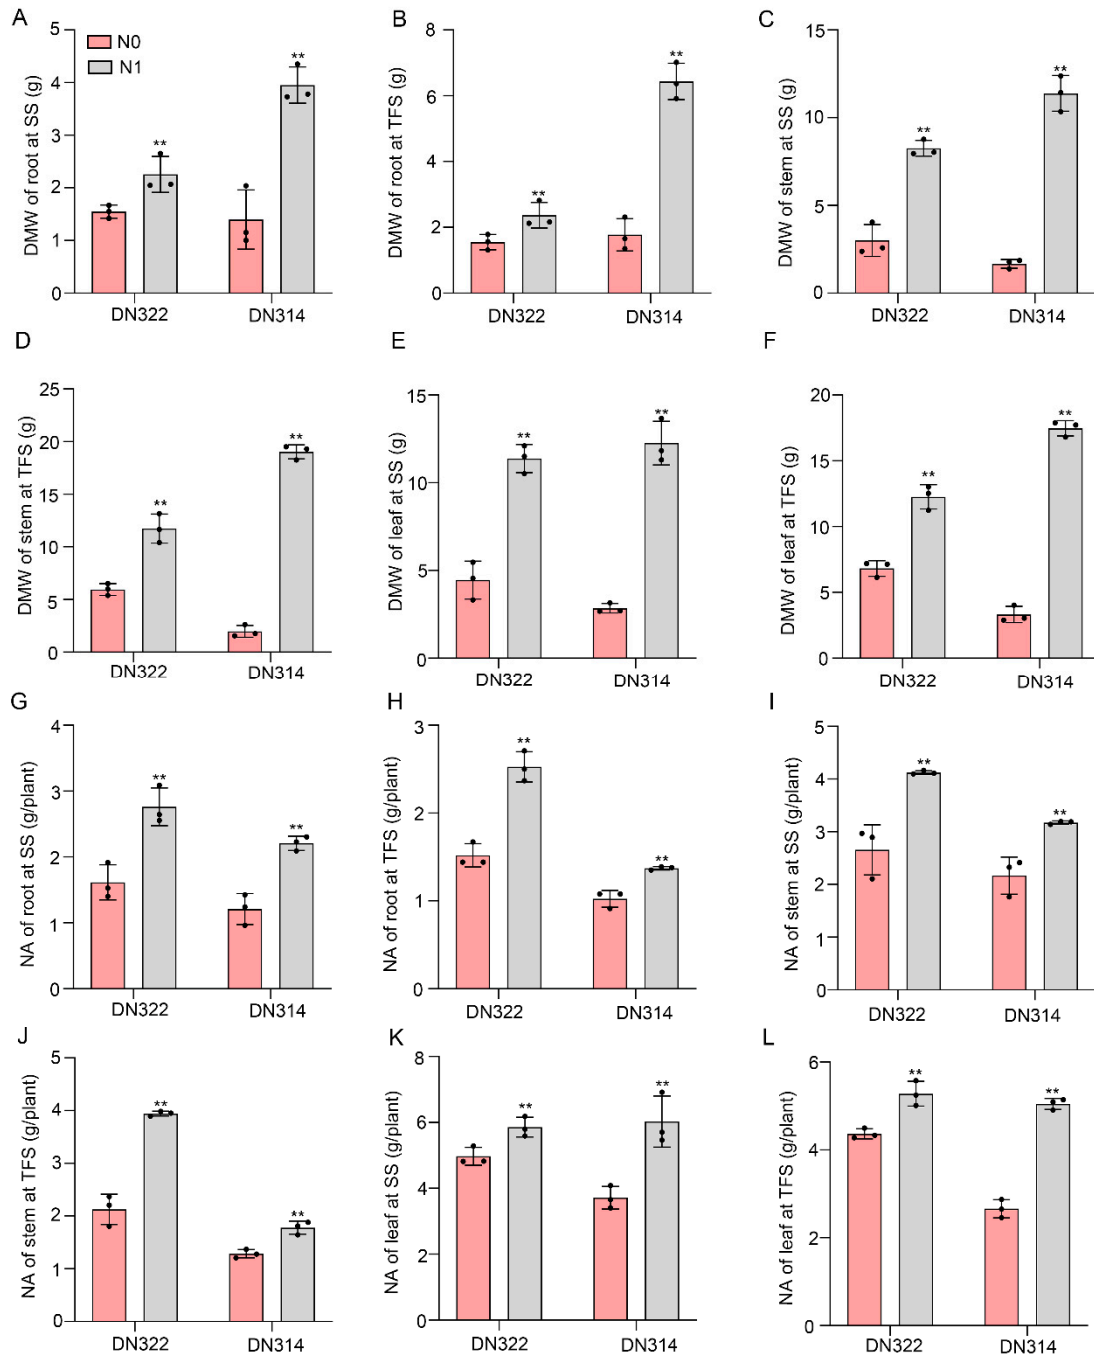 A
DMW of root at SS (g)
5
4
3
2
1
0
N0
N1
**
**
DN322
DN314
B
DMW of root at TFS (g)
8
6
4
2
0
**
**
DN322
DN314
C
DMW of stem at SS (g)
15
10
5
0
**
**
DN322
DN314
D
DMW of stem at TFS (g)
25
20
15
10
5
0
**
**
DN322
DN314
E
DMW of leaf at SS (g)
15
10
5
0
**
**
DN322
DN314
F
DMW of leaf at TFS (g)
20
15
10
5
0
**
**
DN322
DN314
G
NA of root at SS (g/plant)
4
3
2
1
0
**
**
DN322
DN314
H
NA of root at TFS (g/plant)
3
2
1
0
**
**
DN322
DN314
I
NA of stem at SS (g/plant)
5
4
3
2
1
0
**
**
DN322
DN314
J
NA of stem at TFS (g/plant)
5
4
3
2
1
0
**
**
DN322
DN314
K
NA of leaf at SS (g/plant)
8
6
4
2
0
**
**
DN322
DN314
L
NA of leaf at TFS (g/plant)
6
4
2
0
**
**
DN322
DN314